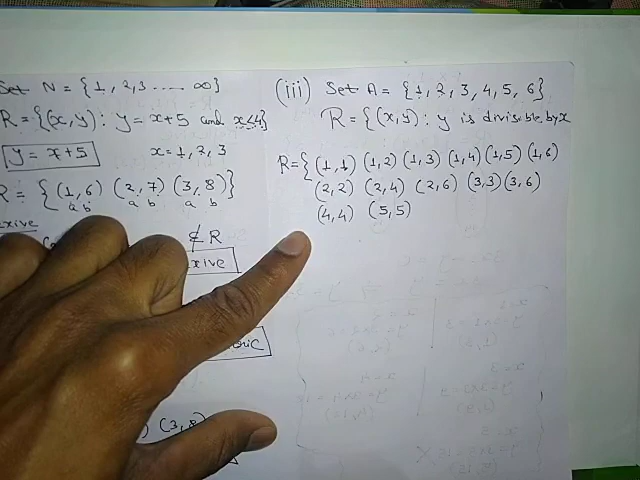 Set N = {1, 2, 3 ..... ∞}
R = {(x, y) : y = x+5 and x<4}
y = x+5 x = 1, 2, 3
R = { (1, 6) (2, 7) (3, 8)}
a b a b a b
exive
∉ R
xive
ric
) (3, 8)
(iii) Set A = {1, 2, 3, 4, 5, 6}
R = {(x, y) : y is divisible by x
R = { (1, 1) (1, 2) (1, 3) (1, 4) (1, 5) (1, 6)
(2, 2) (2, 4) (2, 6) (3, 3) (3, 6)
(4, 4) (5, 5)